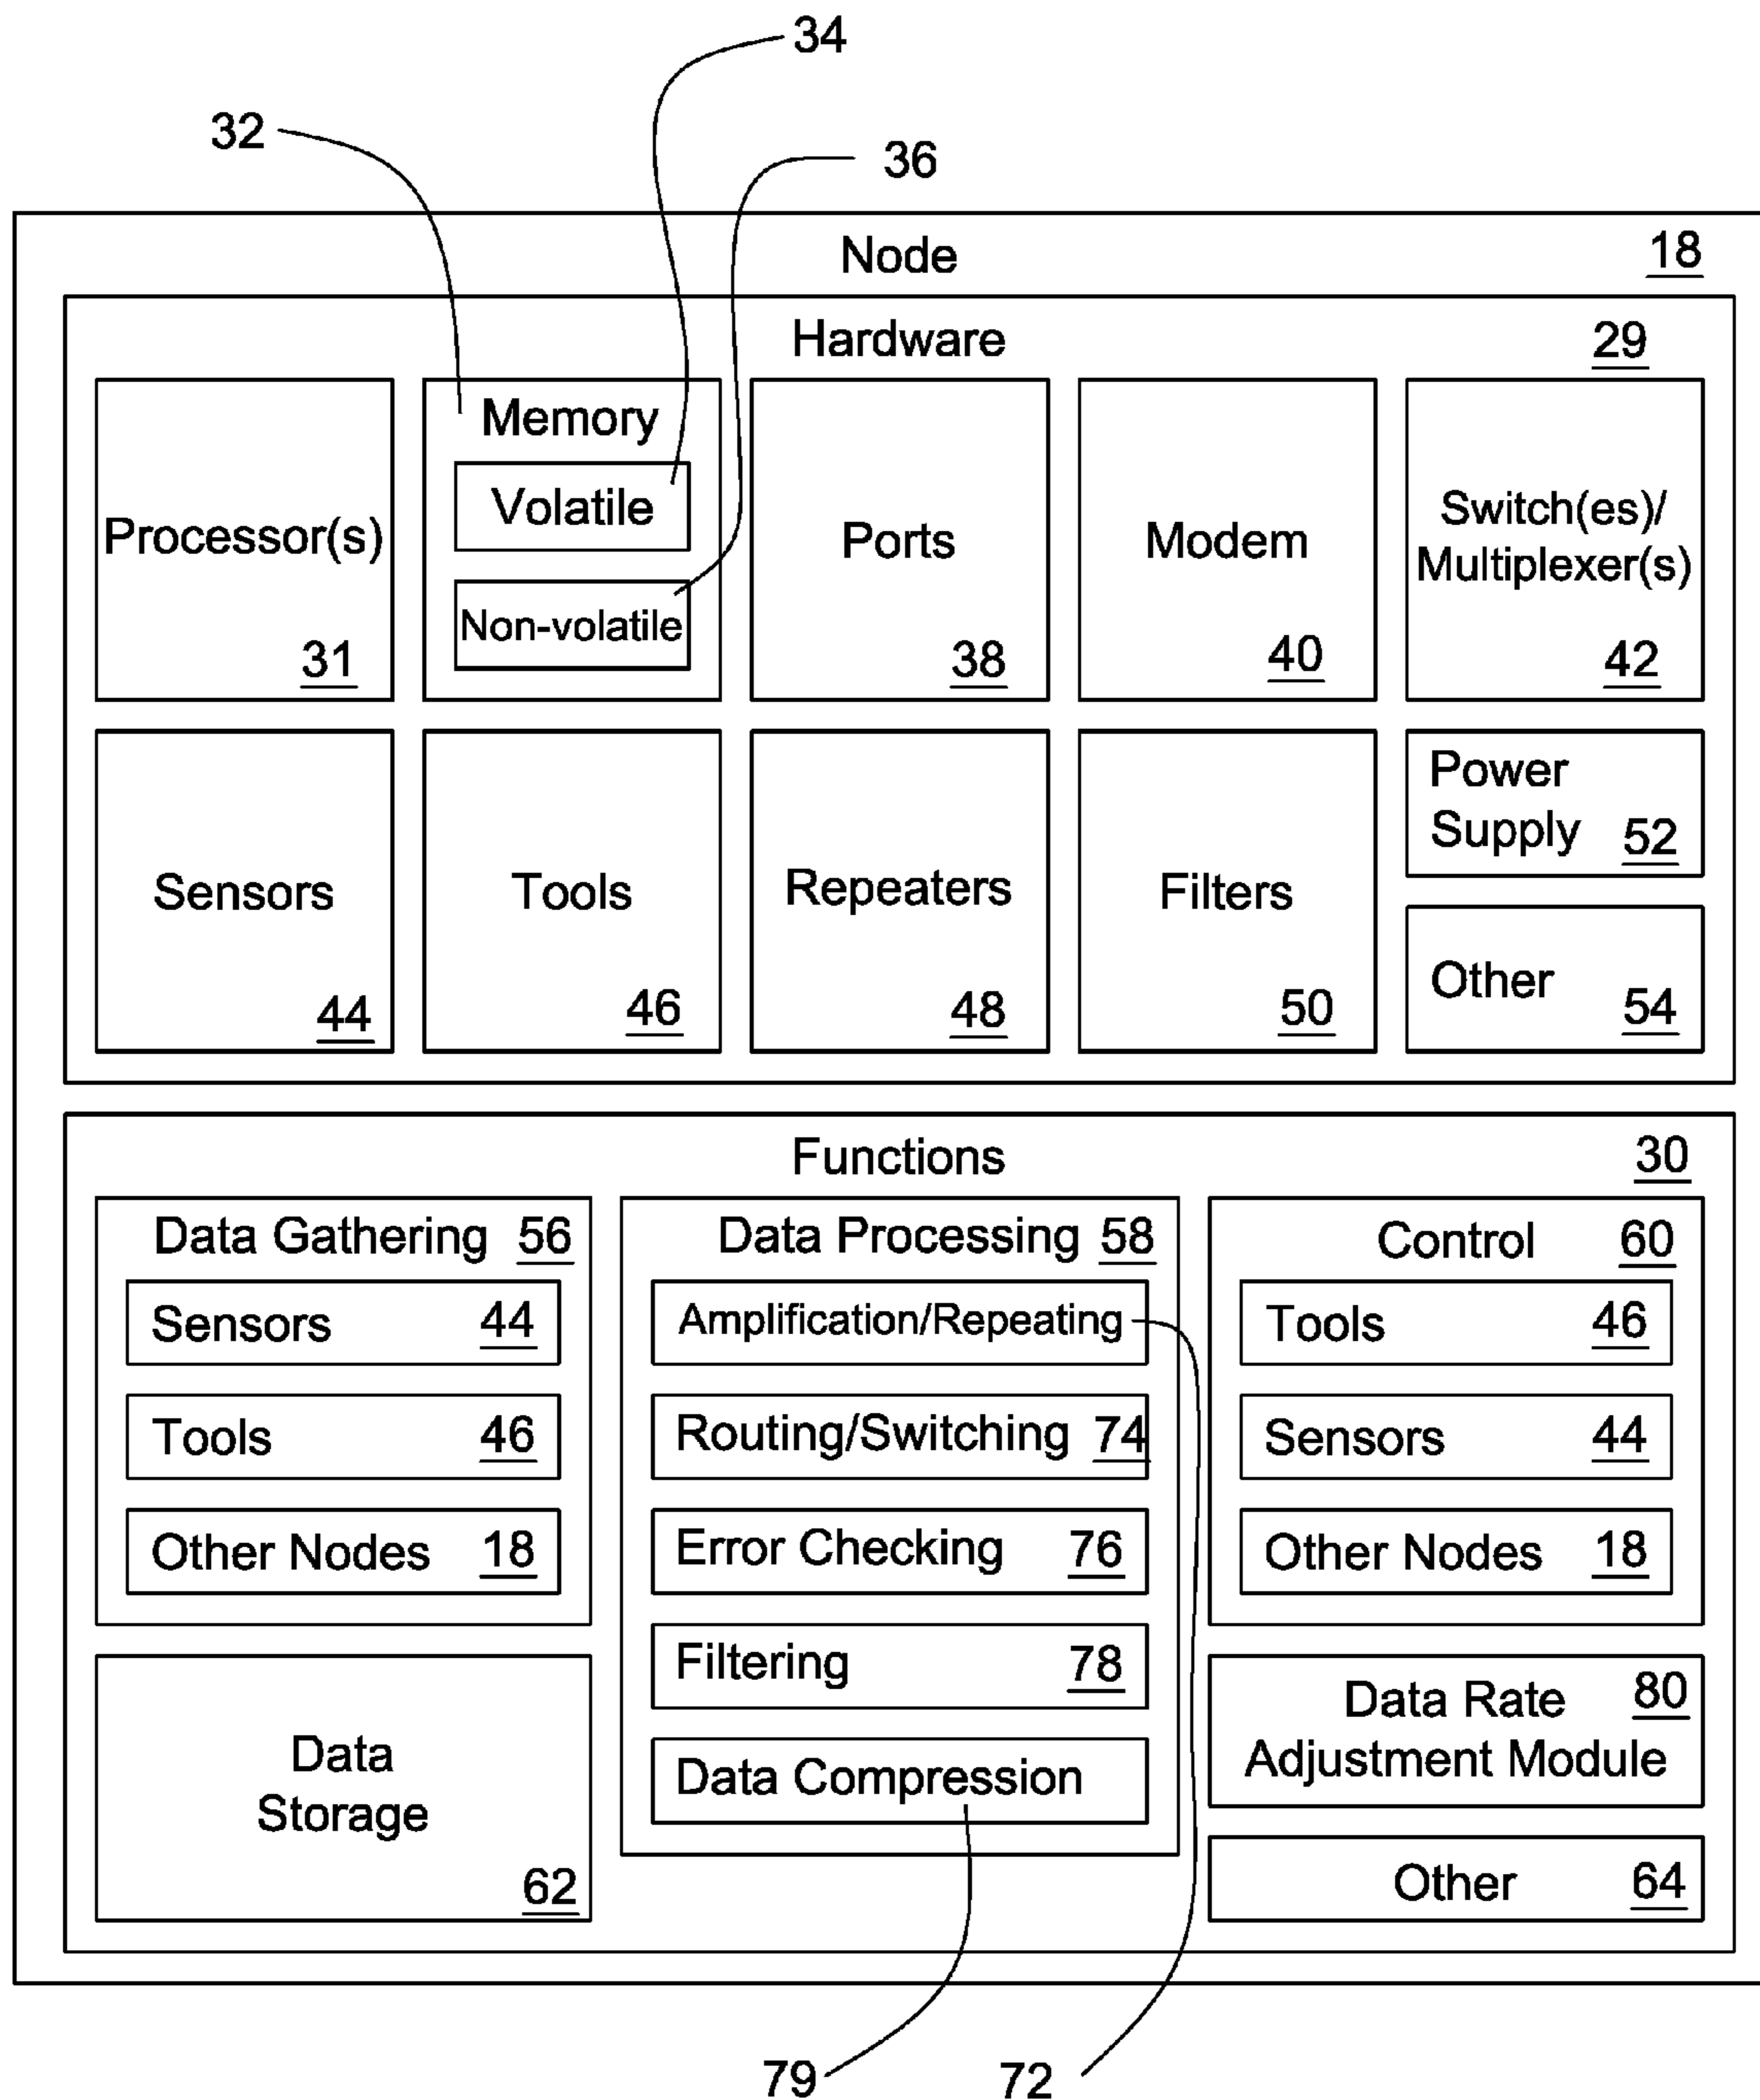 34
32
36
Node 18
Hardware 29
Processor(s)
31
Memory
Volatile
Non-volatile
Ports
38
Modem
40
Switch(es)/
Multiplexer(s)
42
Sensors
44
Tools
46
Repeaters
48
Filters
50
Power
Supply 52
Other
54
Functions 30
Data Gathering 56
Sensors 44
Tools 46
Other Nodes 18
Data Processing 58
Amplification/Repeating
Routing/Switching 74
Error Checking 76
Filtering 78
Data Compression
Control 60
Tools 46
Sensors 44
Other Nodes 18
Data
Storage
62
Data Rate 80
Adjustment Module
Other 64
79
72